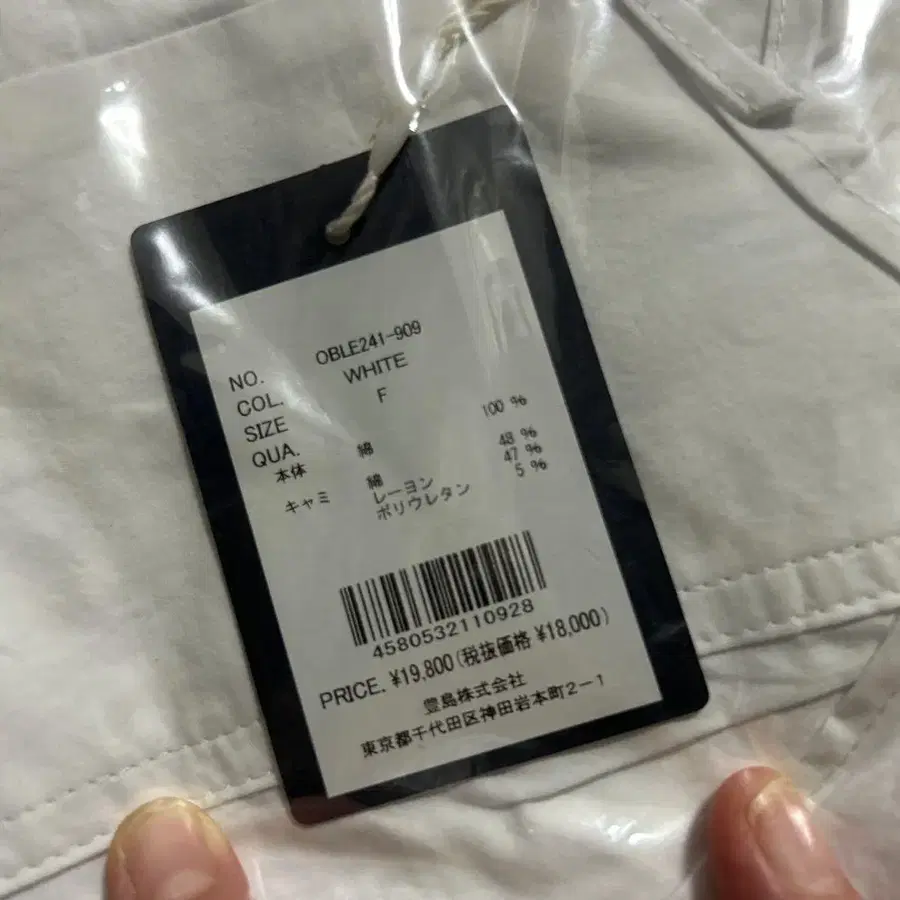 NO. OBLE241-909
COL. WHITE
SIZE F
QUA.
本体 綿 100 %
キャミ 綿 48 %
レーヨン 47 %
ポリウレタン 5 %
4580532110928
PRICE. ¥19,800(税抜価格 ¥18,000)
豊島株式会社
東京都千代田区神田岩本町2-1